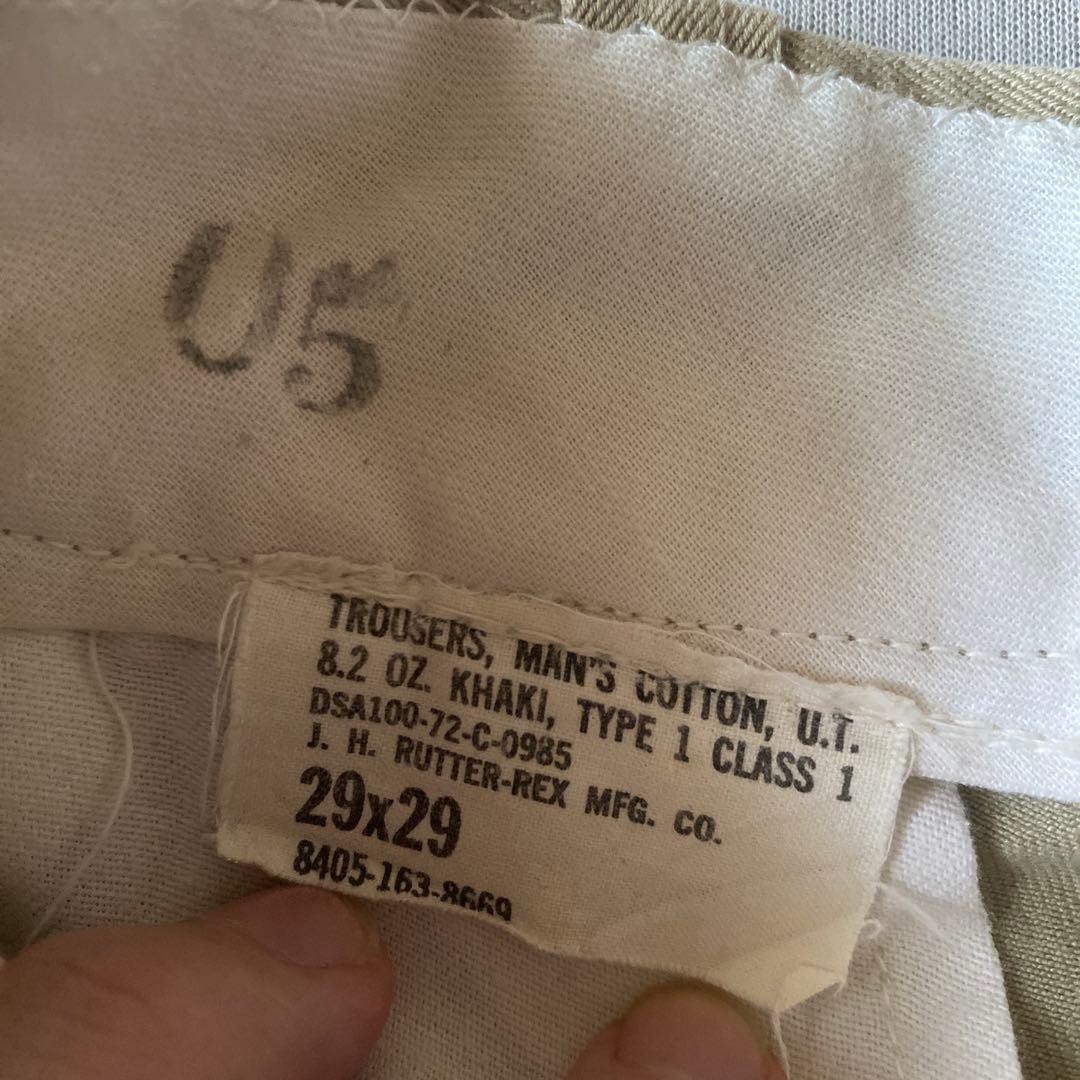 U5
TROUSERS, MAN'S COTTON, U.T.
8.2 OZ. KHAKI, TYPE 1 CLASS 1
DSA100-72-C-0985
J. H. RUTTER-REX MFG. CO.
29x29
8405-163-8669